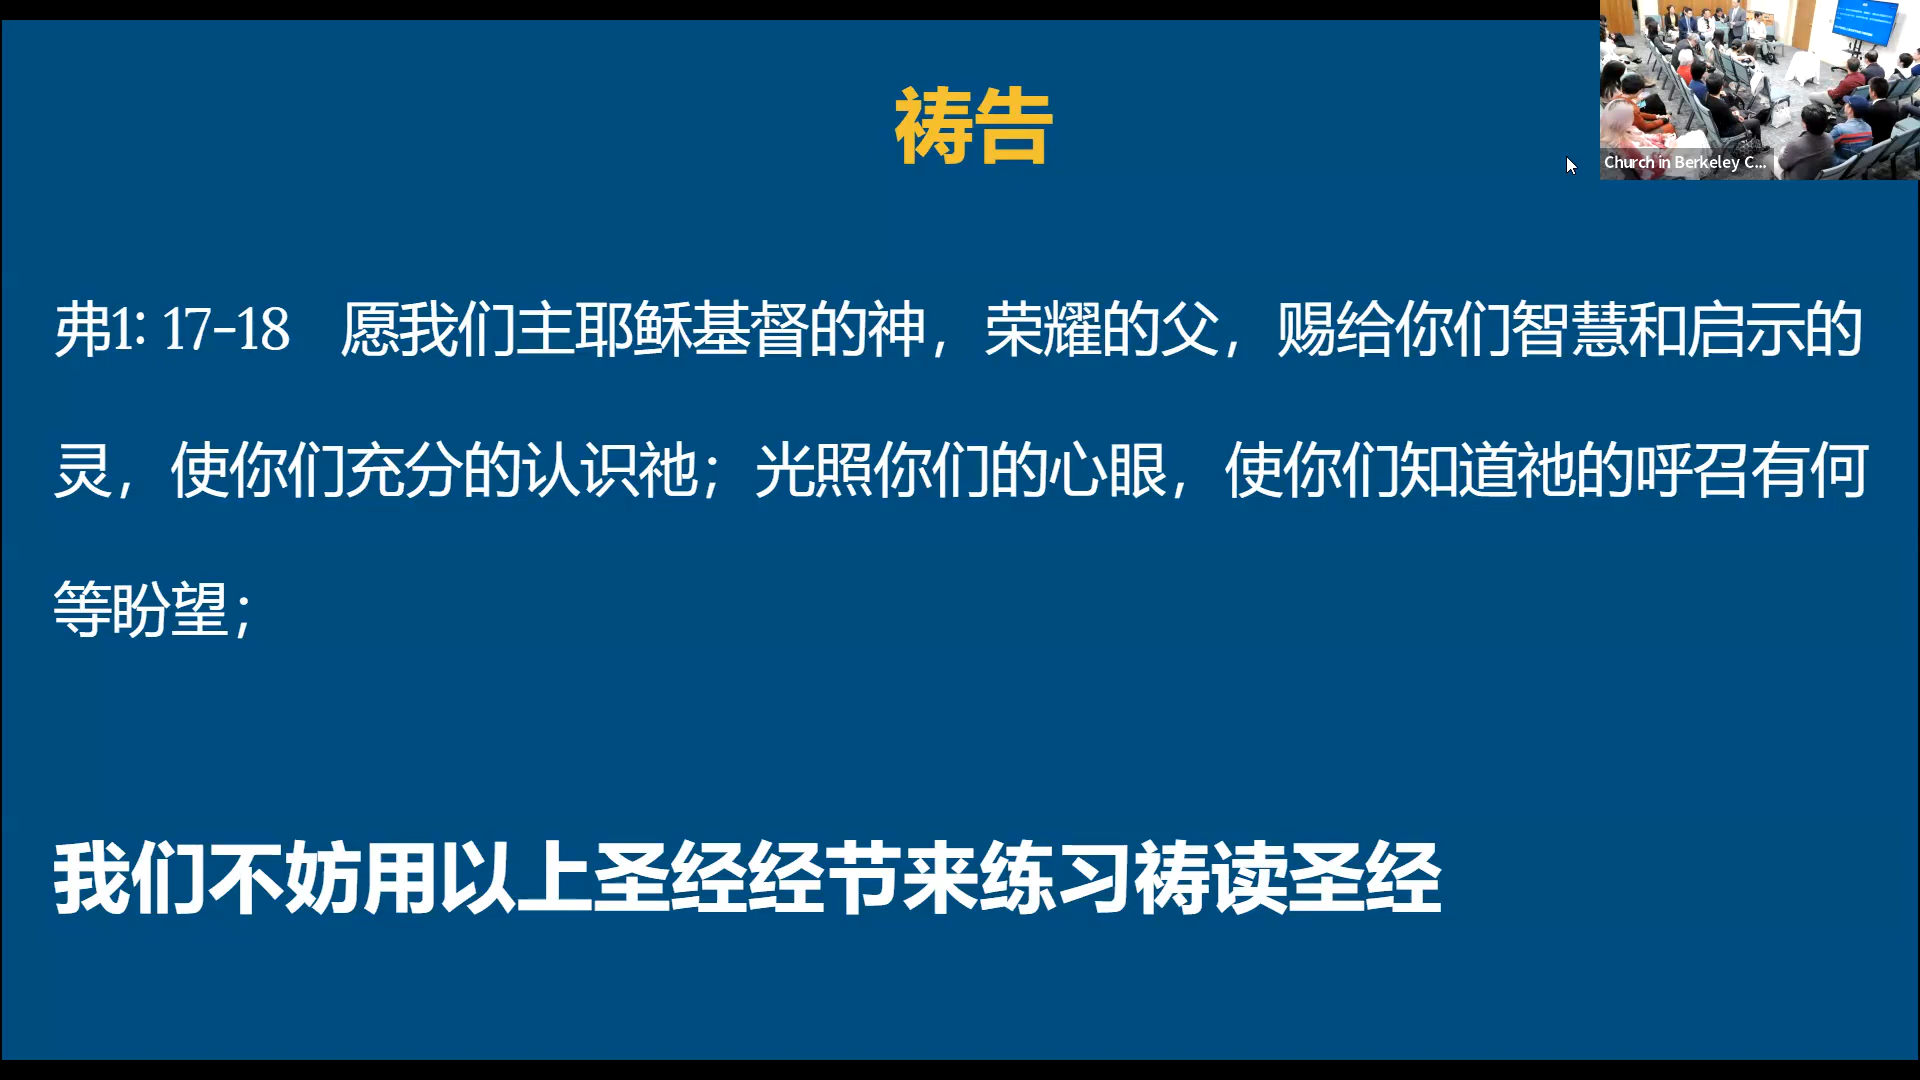 祷告
Church in Berkeley C...
弗1: 17-18 愿我们主耶稣基督的神，荣耀的父，赐给你们智慧和启示的
灵，使你们充分的认识祂；光照你们的心眼，使你们知道祂的呼召有何
等盼望；
我们不妨用以上圣经经节来练习祷读圣经